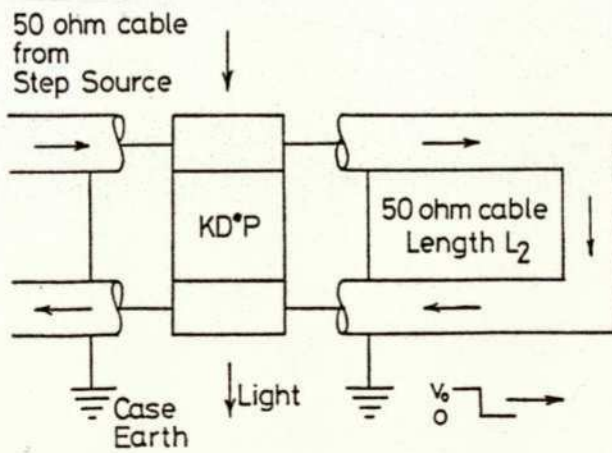 50 ohm cable
from
Step Source
KD*P
50 ohm cable
Length L₂
Light
Case
Earth
V₀
0